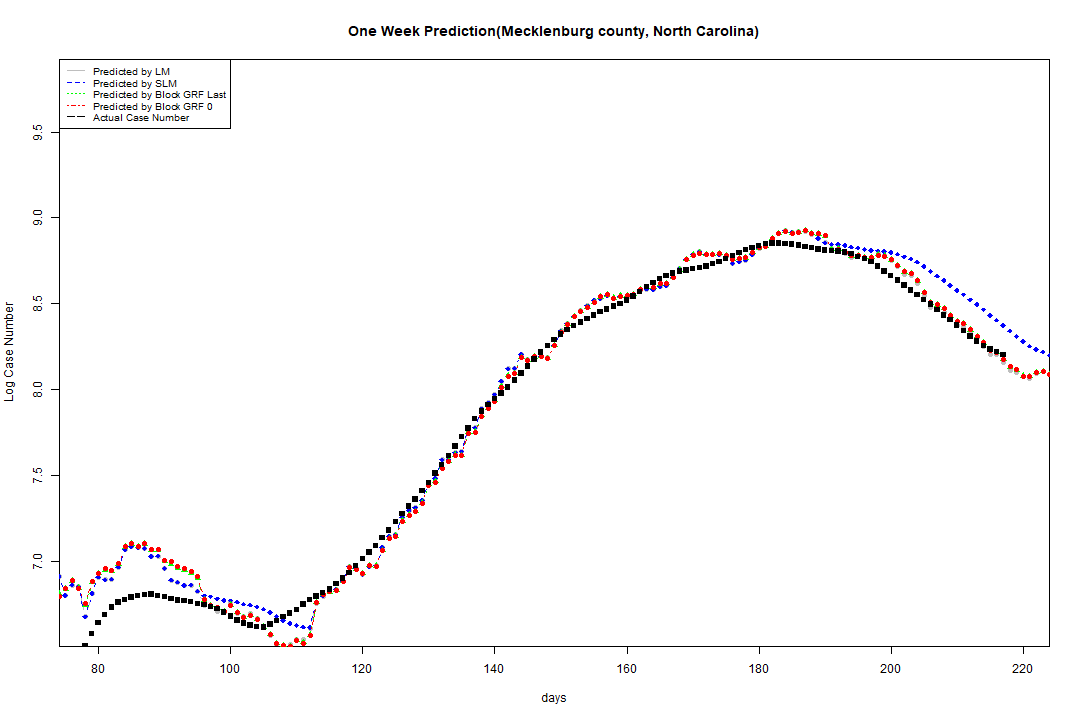 One Week Prediction(Mecklenburg county, North Carolina)
Predicted by LM
Predicted by SLM
Predicted by Block GRF Last
Predicted by Block GRF 0
Actual Case Number
9.5
9.0
8.5
8.0
7.5
7.0
Log Case Number
80 100 120 140 160 180 200 220
days